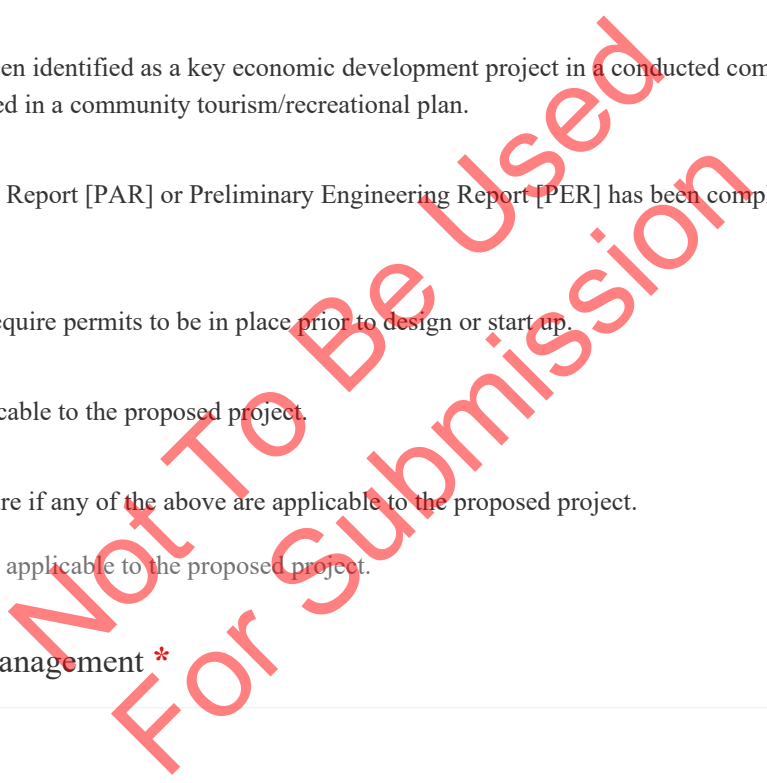 en identified as a key economic development project in a conducted com
ed in a community tourism/recreational plan.
Report [PAR] or Preliminary Engineering Report [PER] has been compl
equire permits to be in place prior to design or start up.
cable to the proposed project.
re if any of the above are applicable to the proposed project.
applicable to the proposed project.
anagement *
Not To Be Used
For Submission